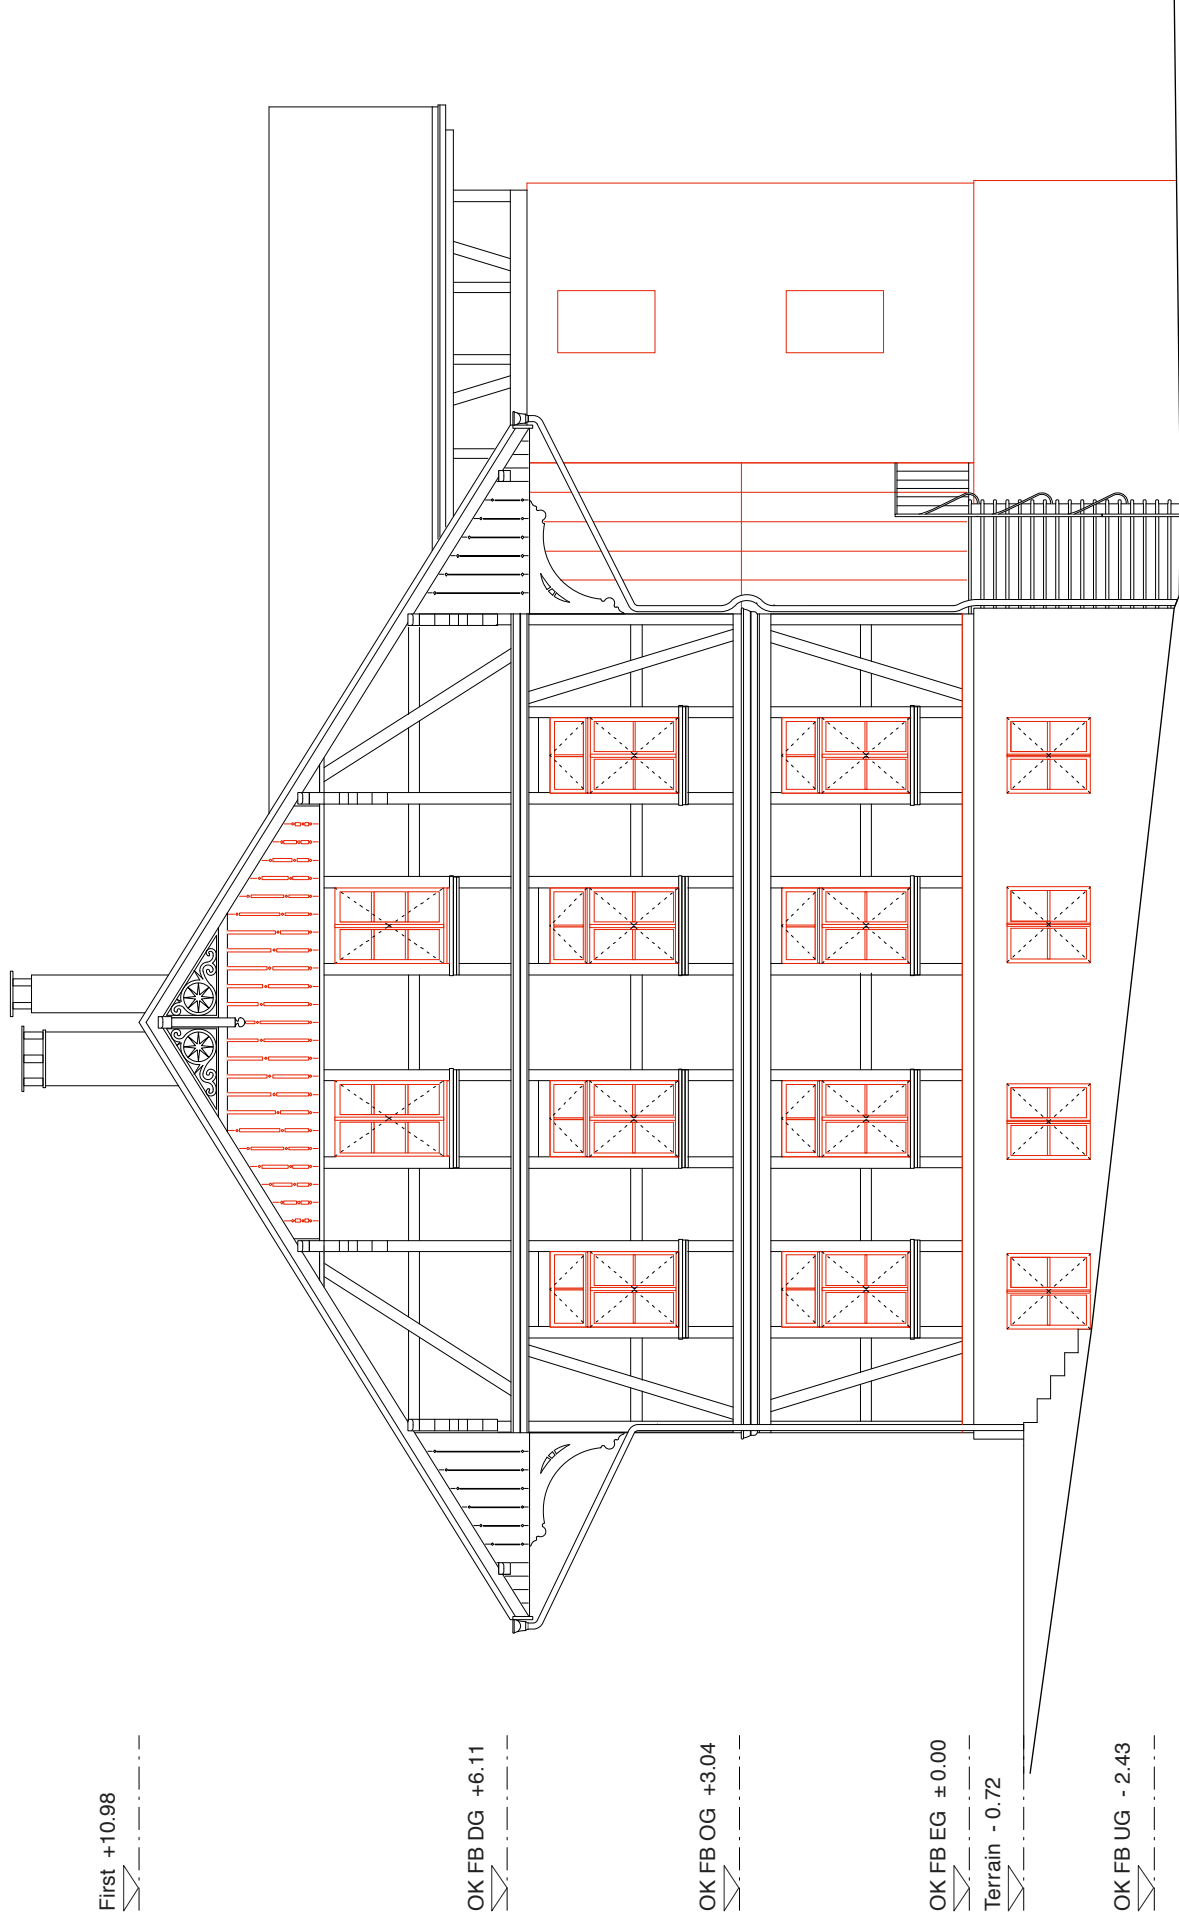 First +10.98
OK FB DG +6.11
OK FB OG +3.04
OK FB EG ± 0.00
Terrain - 0.72
OK FB UG - 2.43